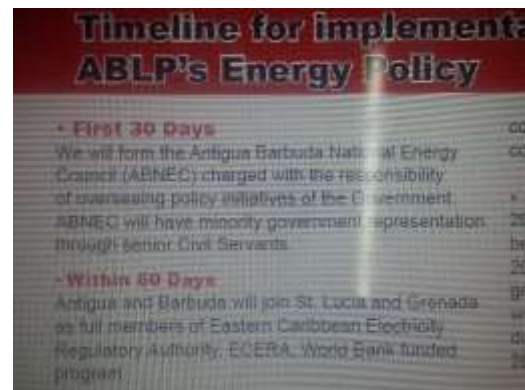 Timeline for implementa
ABLP's Energy Policy
• First 30 Days
We will form the Antigua Barbuda National Energy
Council (ABNEC) charged with the responsibility
of overseeing policy initiatives of the Government.
ABNEC will have minority government representation
through senior Civil Servants.
• Within 60 Days
Antigua and Barbuda will join St. Lucia and Grenada
as full members of Eastern Caribbean Electricity
Regulatory Authority, ECERA, World Bank funded
program